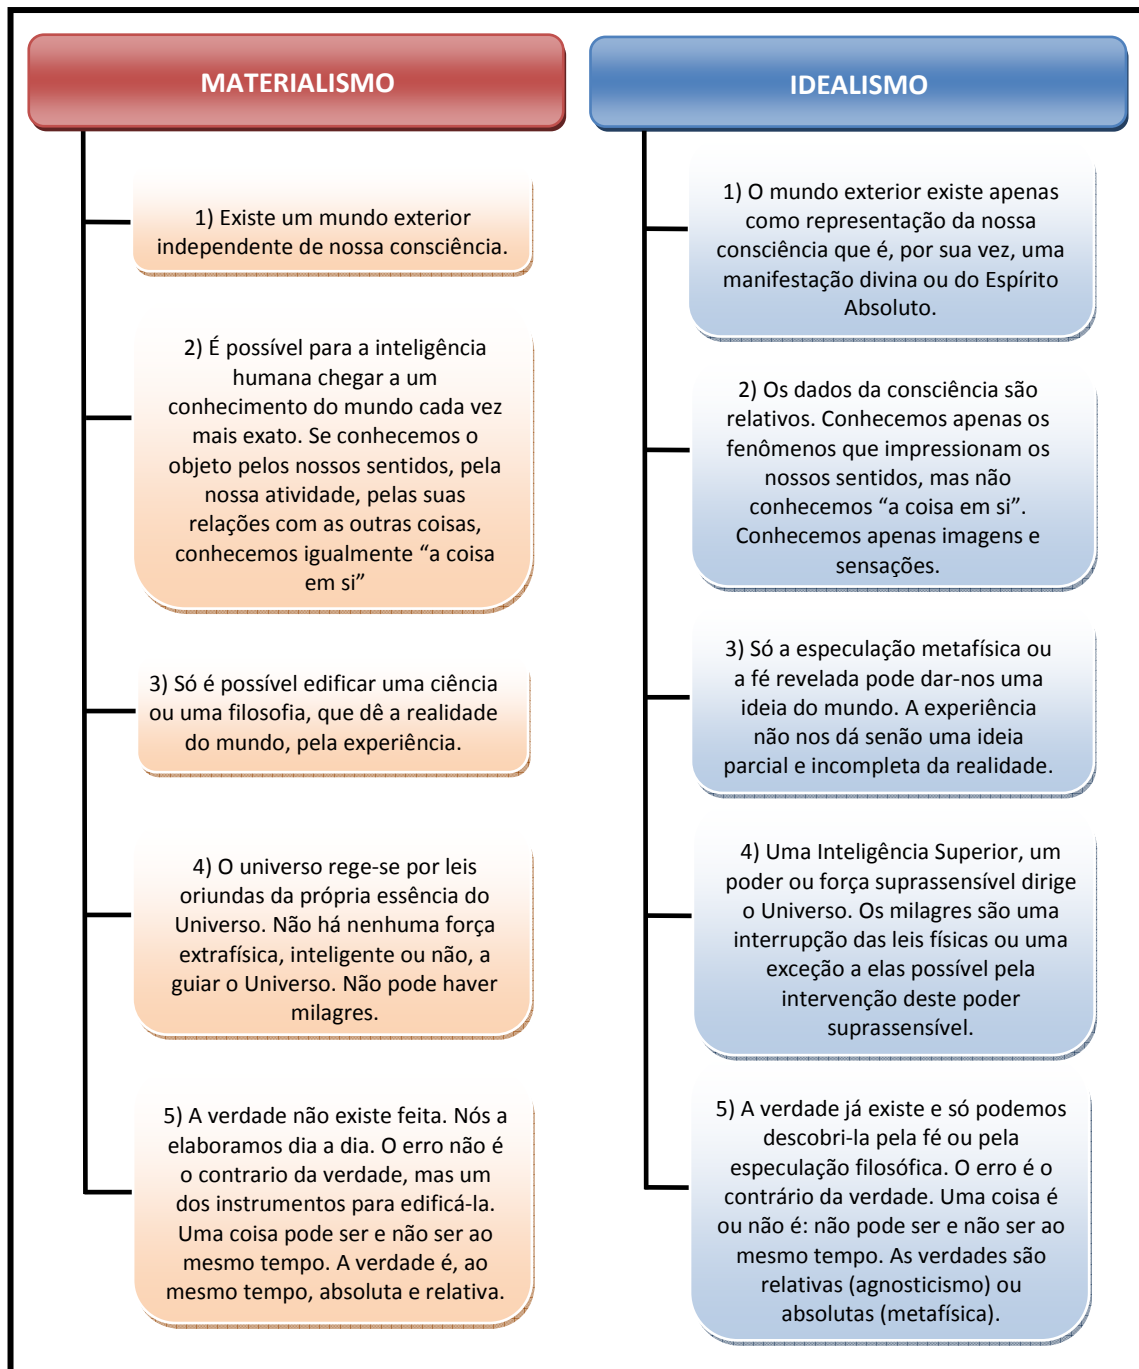 MATERIALISMO
1) Existe um mundo exterior
independente de nossa consciência.
2) É possível para a inteligência
humana chegar a um
conhecimento do mundo cada vez
mais exato. Se conhecemos o
objeto pelos nossos sentidos, pela
nossa atividade, pelas suas
relações com as outras coisas,
conhecemos igualmente “a coisa
em si”
3) Só é possível edificar uma ciência
ou uma filosofia, que dê a realidade
do mundo, pela experiência.
4) O universo rege-se por leis
oriundas da própria essência do
Universo. Não há nenhuma força
extrafísica, inteligente ou não, a
guiar o Universo. Não pode haver
milagres.
5) A verdade não existe feita. Nós a
elaboramos dia a dia. O erro não é
o contrario da verdade, mas um
dos instrumentos para edificá-la.
Uma coisa pode ser e não ser ao
mesmo tempo. A verdade é, ao
mesmo tempo, absoluta e relativa.
IDEALISMO
1) O mundo exterior existe apenas
como representação da nossa
consciência que é, por sua vez, uma
manifestação divina ou do Espírito
Absoluto.
2) Os dados da consciência são
relativos. Conhecemos apenas os
fenômenos que impressionam os
nossos sentidos, mas não
conhecemos “a coisa em si”.
Conhecemos apenas imagens e
sensações.
3) Só a especulação metafísica ou
a fé revelada pode dar-nos uma
ideia do mundo. A experiência
não nos dá senão uma ideia
parcial e incompleta da realidade.
4) Uma Inteligência Superior, um
poder ou força suprassensível dirige
o Universo. Os milagres são uma
interrupção das leis físicas ou uma
exceção a elas possível pela
intervenção deste poder
suprassensível.
5) A verdade já existe e só podemos
descobri-la pela fé ou pela
especulação filosófica. O erro é o
contrário da verdade. Uma coisa é
ou não é: não pode ser e não ser ao
mesmo tempo. As verdades são
relativas (agnosticismo) ou
absolutas (metafísica).